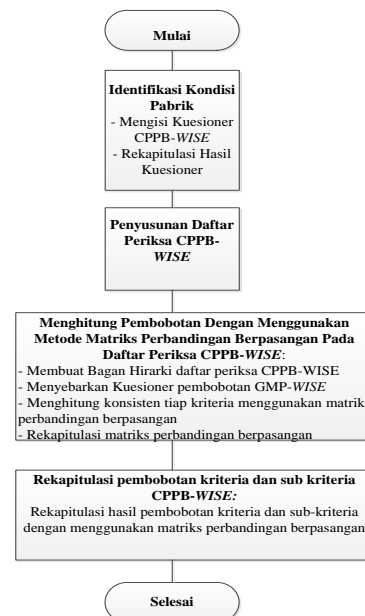 Mulai
Identifikasi Kondisi
Pabrik
- Mengisi Kuesioner
CPPB-WISE
- Rekapitulasi Hasil
Kuesioner
Penyusunan Daftar
Periksa CPPB-
WISE
Menghitung Pembobotan Dengan Menggunakan
Metode Matriks Perbandingan Berpasangan Pada
Daftar Periksa CPPB-WISE:
- Membuat Bagan Hirarki daftar periksa CPPB-WISE
- Menyebarkan Kuesioner pembobotan GMP-WISE
- Menghitung konsisten tiap kriteria menggunakan matrik
perbandingan berpasangan
- Rekapitulasi matriks perbandingan berpasangan
Rekapitulasi pembobotan kriteria dan sub kriteria
CPPB-WISE:
Rekapitulasi hasil pembobotan kriteria dan sub-kriteria
dengan menggunakan matriks perbandingan berpasangan
Selesai